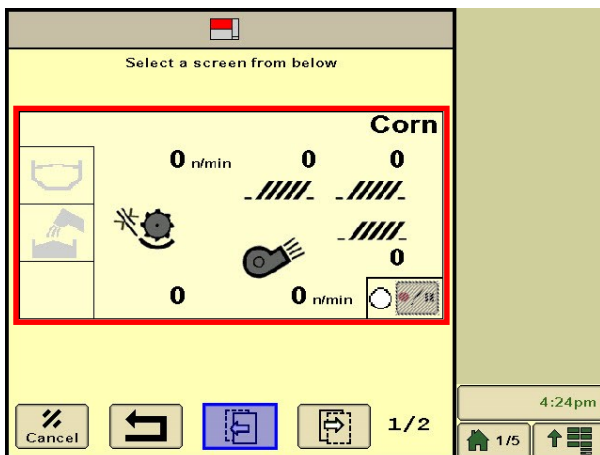 Select a screen from below
Corn
0 n/min 0 0
0
0 0 n/min
Cancel
1/2
4:24pm
1/5